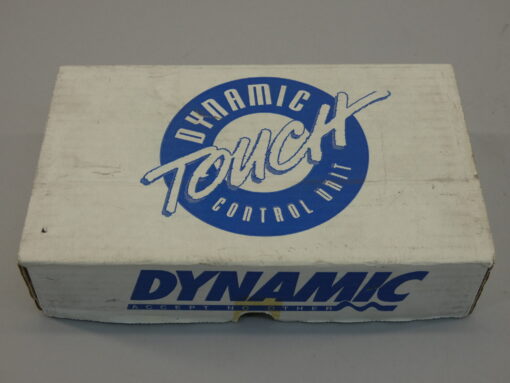 DYNAMIC
TOUCH
CONTROL UNIT
DYNAMIC
ACCEPT NO OTHER